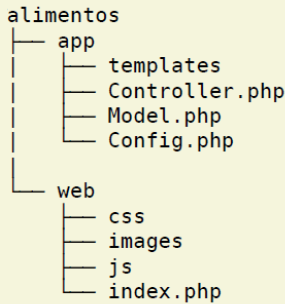 alimentos
├── app
│   ├── templates
│   ├── Controller.php
│   ├── Model.php
│   └── Config.php
│
└── web
    ├── css
    ├── images
    ├── js
    └── index.php